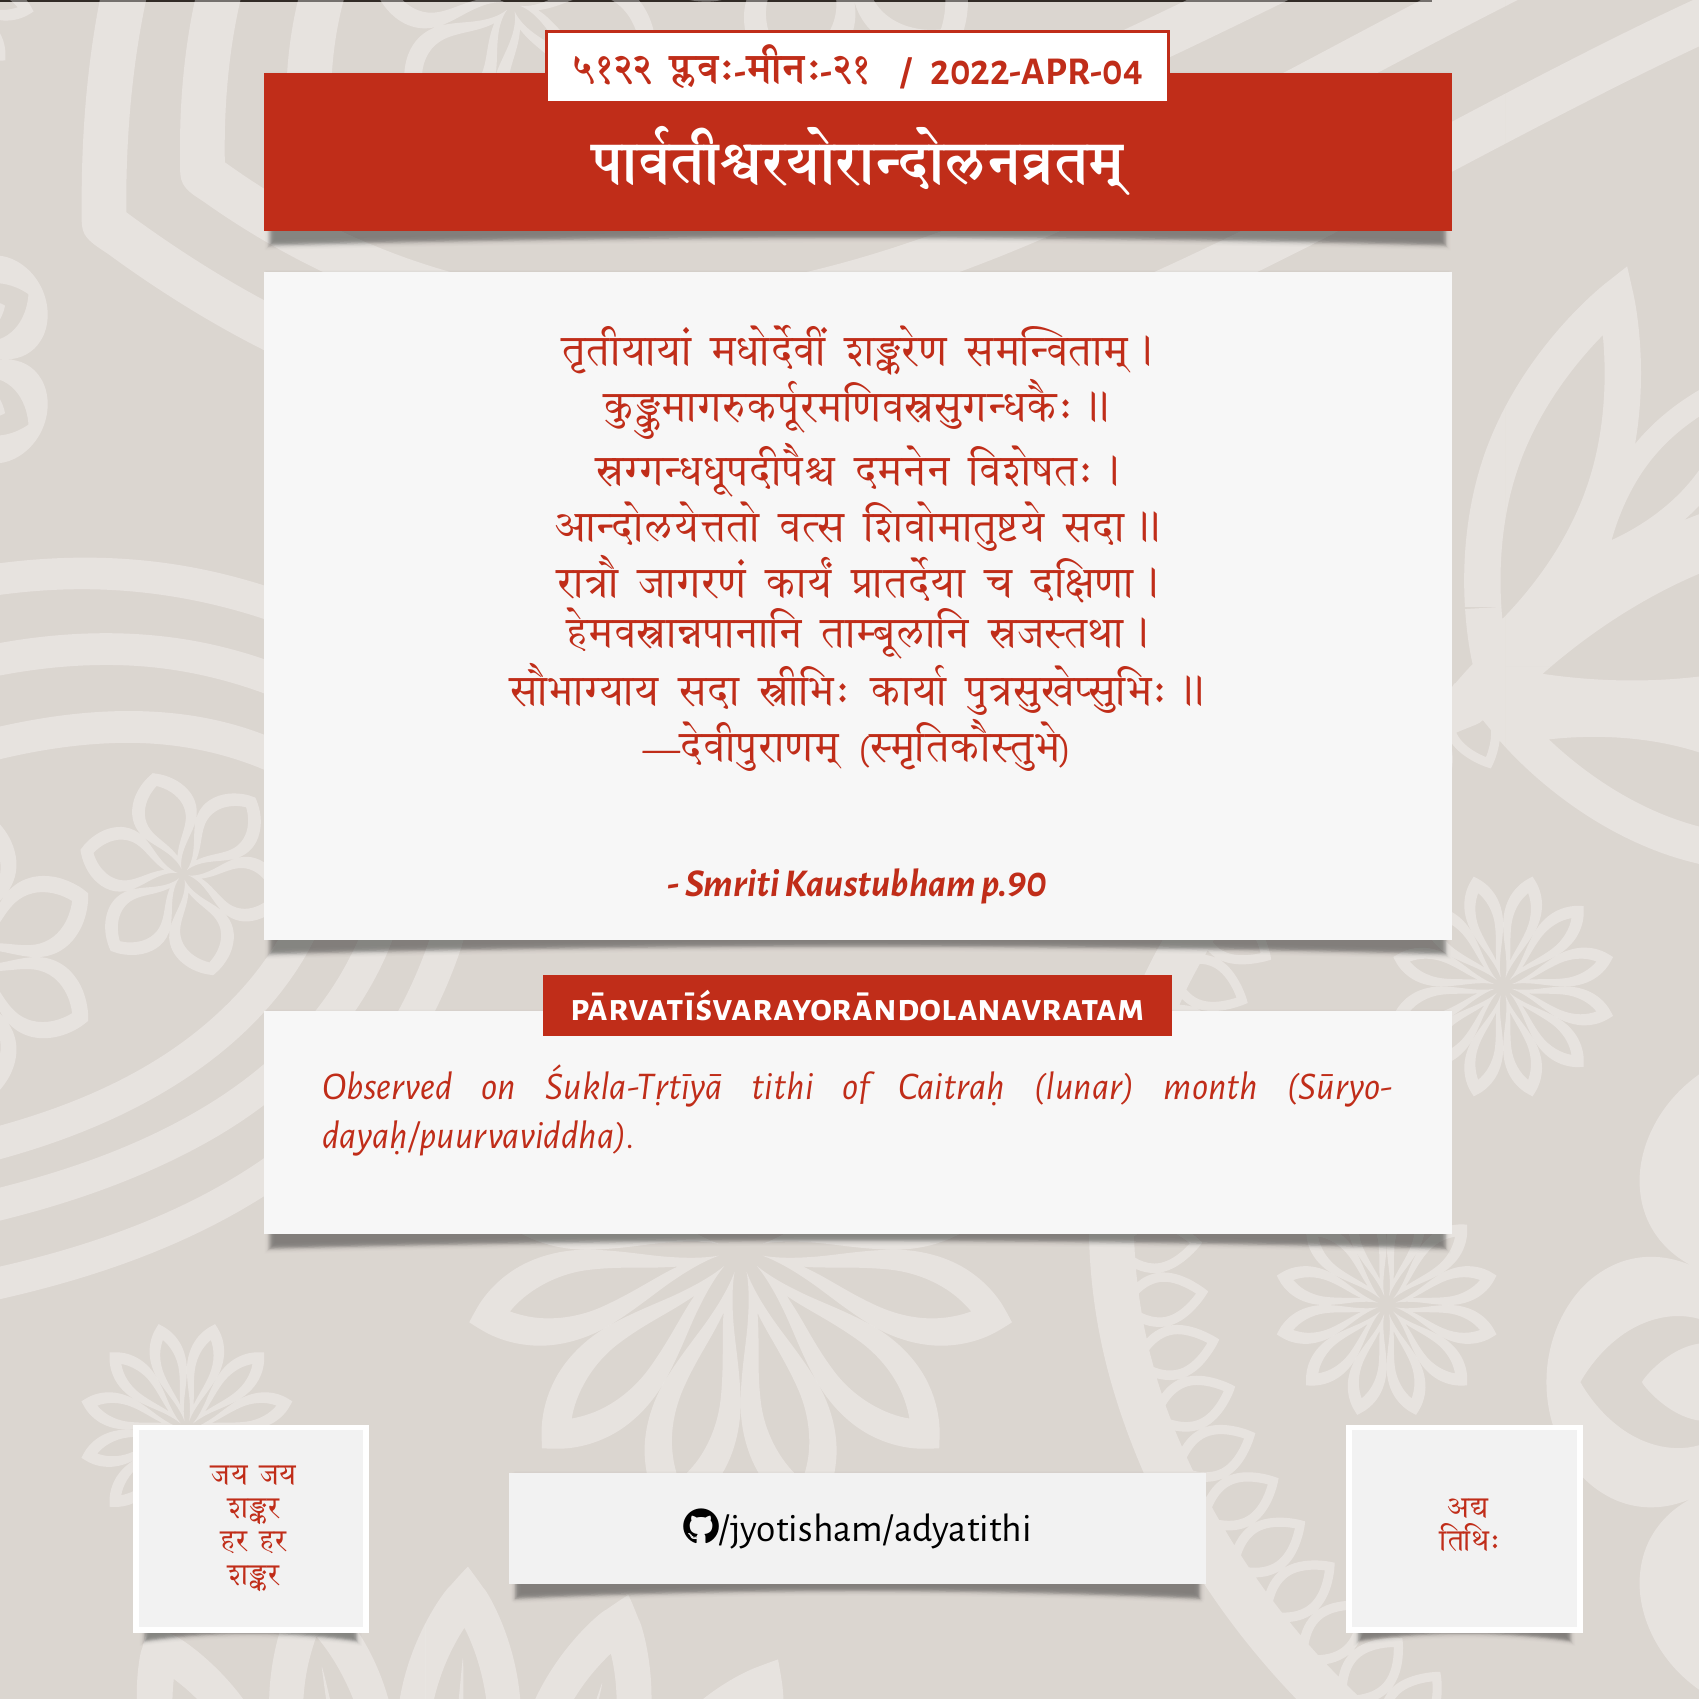 ५१२२ प्लवः-मीनः-२१ / 2022-APR-04
पार्वतीश्वरयोरान्दोलनव्रतम्
तृतीयायां मधोर्देवीं शङ्करेण समन्विताम्।
कुङ्कुमागरुकर्पूरमणिवस्त्रसुगन्धकैः॥
स्रग्गन्धधूपदीपैश्च दमनेन विशेषतः।
आन्दोलयेत्ततो वत्स शिवोमातुष्टये सदा॥
रात्रौ जागरणं कार्यं प्रातर्देया च दक्षिणा।
हेमवस्त्रान्नपानानि ताम्बूलानि स्रजस्तथा।
सौभाग्याय सदा स्त्रीभिः कार्या पुत्रसुखेप्सुभिः॥
—देवीपुराणम् (स्मृतिकौस्तुभे)
- Smriti Kaustubham p.90
PĀRVATĪŚVARAYORĀNDOLANAVRATAM
Observed on Śukla-Tṛtīyā tithi of Caitraḥ (lunar) month (Sūryo-
dayaḥ/puurvaviddha).
जय जय
शङ्कर
हर हर
शङ्कर
/jyotisham/adyatithi
अद्य
तिथिः